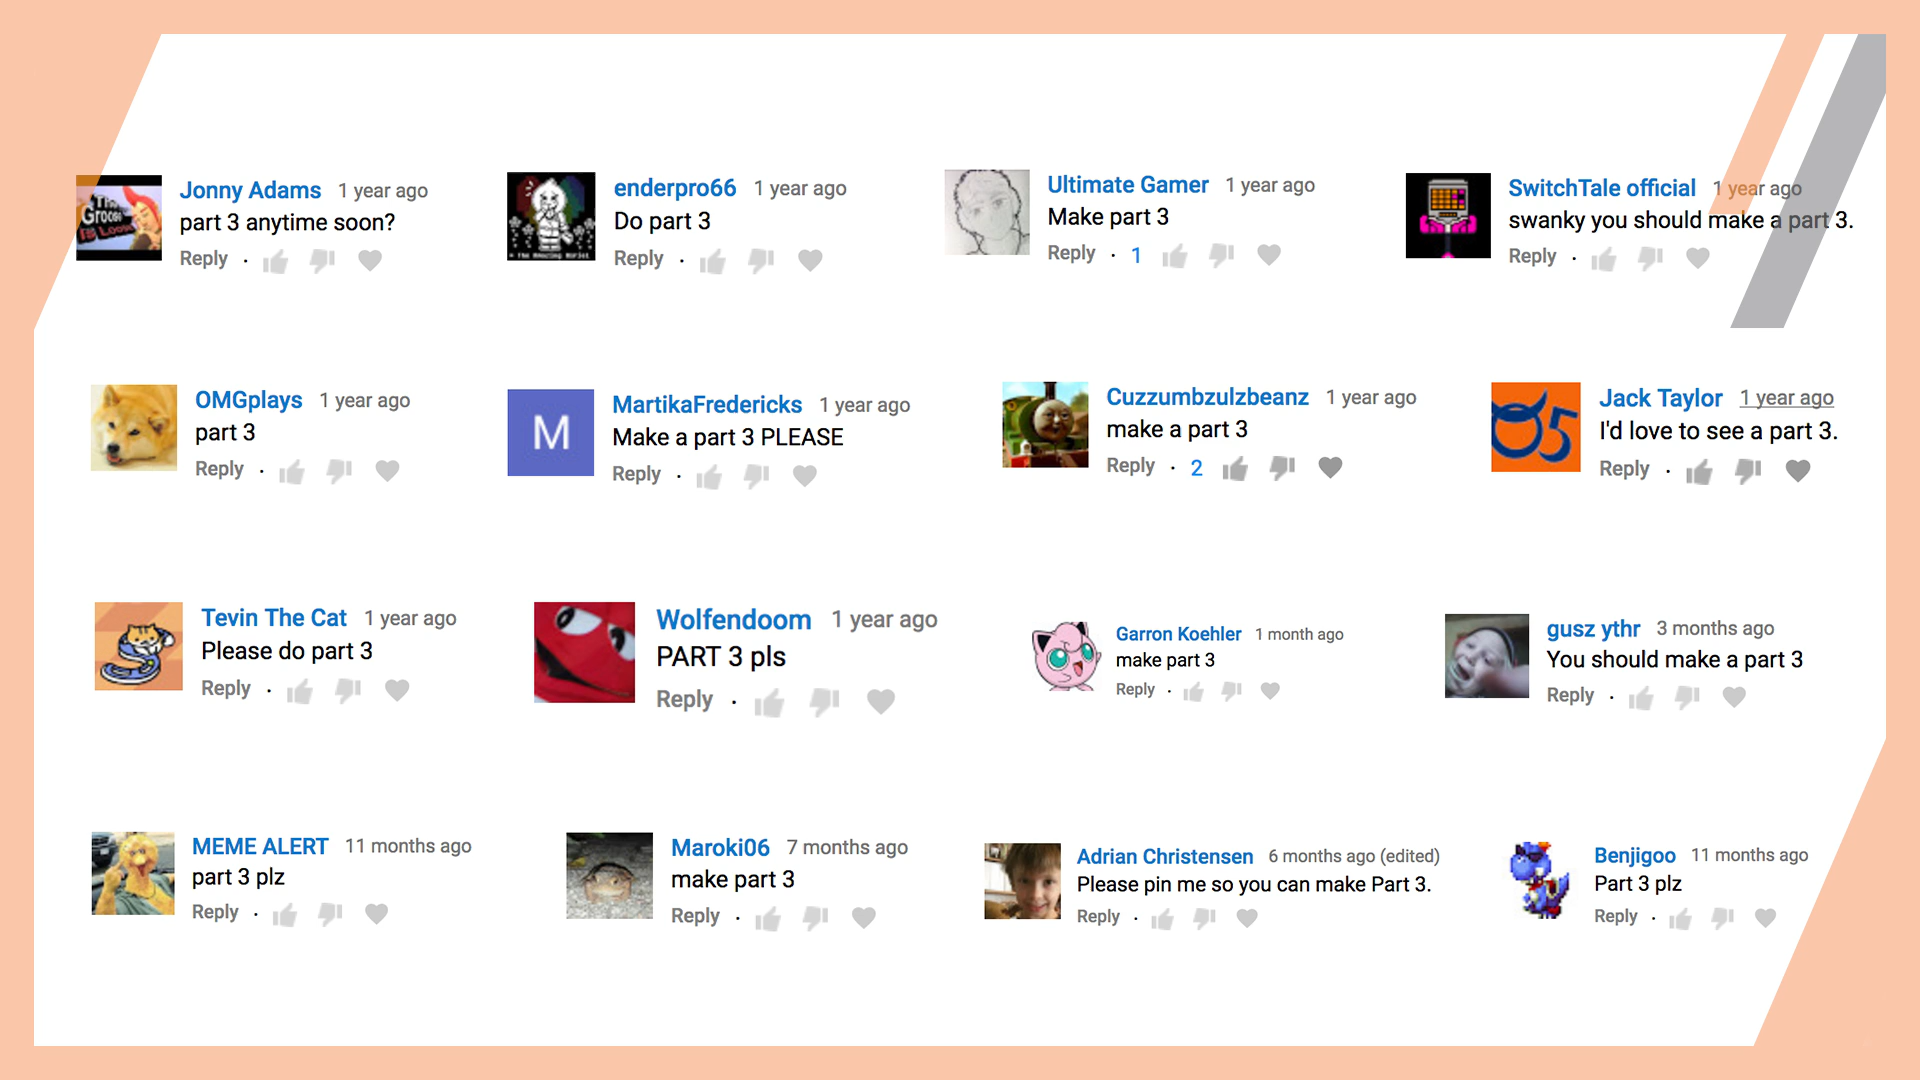 Jonny Adams 1 year ago
part 3 anytime soon?
Reply
enderpro66 1 year ago
Do part 3
Reply
Ultimate Gamer 1 year ago
Make part 3
Reply · 1
SwitchTale official 1 year ago
swanky you should make a part 3.
Reply
OMGplays 1 year ago
part 3
Reply
M
MartikaFredericks 1 year ago
Make a part 3 PLEASE
Reply
Cuzzumbzulzbeanz 1 year ago
make a part 3
Reply · 2
Jack Taylor 1 year ago
I'd love to see a part 3.
Reply
Tevin The Cat 1 year ago
Please do part 3
Reply
Wolfendoom 1 year ago
PART 3 pls
Reply
Garron Koehler 1 month ago
make part 3
Reply
gusz ythr 3 months ago
You should make a part 3
Reply
MEME ALERT 11 months ago
part 3 plz
Reply
Maroki06 7 months ago
make part 3
Reply
Adrian Christensen 6 months ago (edited)
Please pin me so you can make Part 3.
Reply
Benjigoo 11 months ago
Part 3 plz
Reply